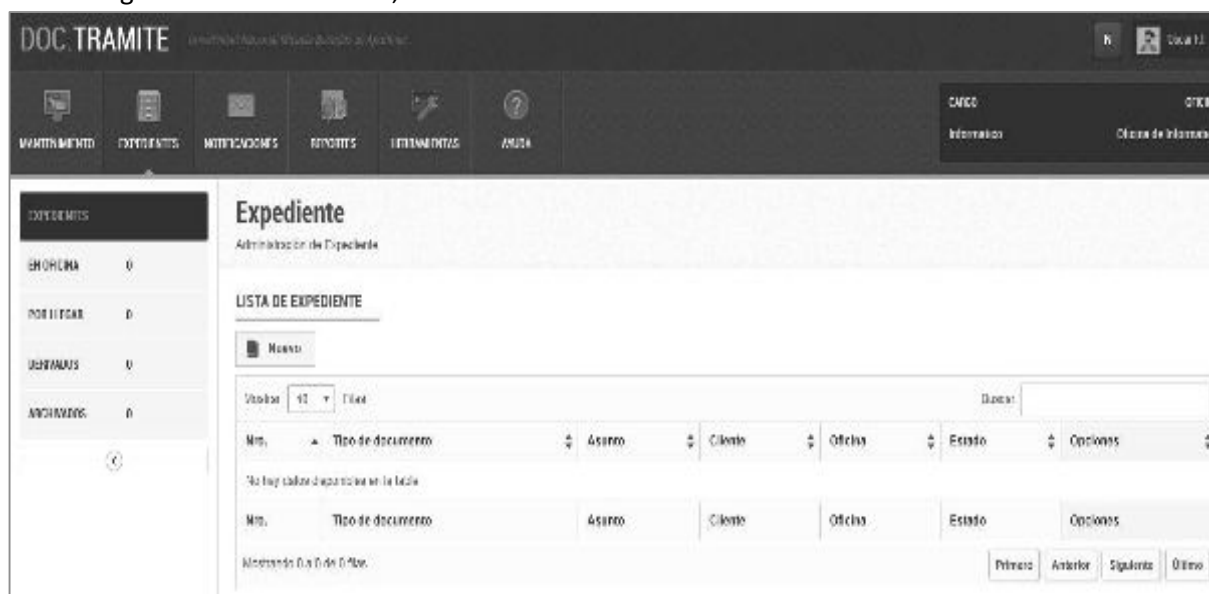 DOC.TRAMITE
N
MANTENIMIENTO EXPEDIENTES NOTIFICACIONES REPORTES HERRAMIENTAS AYUDA
CARGO
Informatico Oficina de Informati
EXPEDIENTES
EN OFICINA 0
POR LLEGAR 0
DERIVADOS 0
ARCHIVADOS 0
Expediente
Administración de Expediente
LISTA DE EXPEDIENTE
Nuevo
Mostrar 10 Filas Buscar:
Nro. Tipo de documento Asunto Cliente Oficina Estado Opciones
No hay datos disponibles en la tabla
Nro. Tipo de documento Asunto Cliente Oficina Estado Opciones
Mostrando 0 a 0 de 0 filas
Primero Anterior Siguiente Último